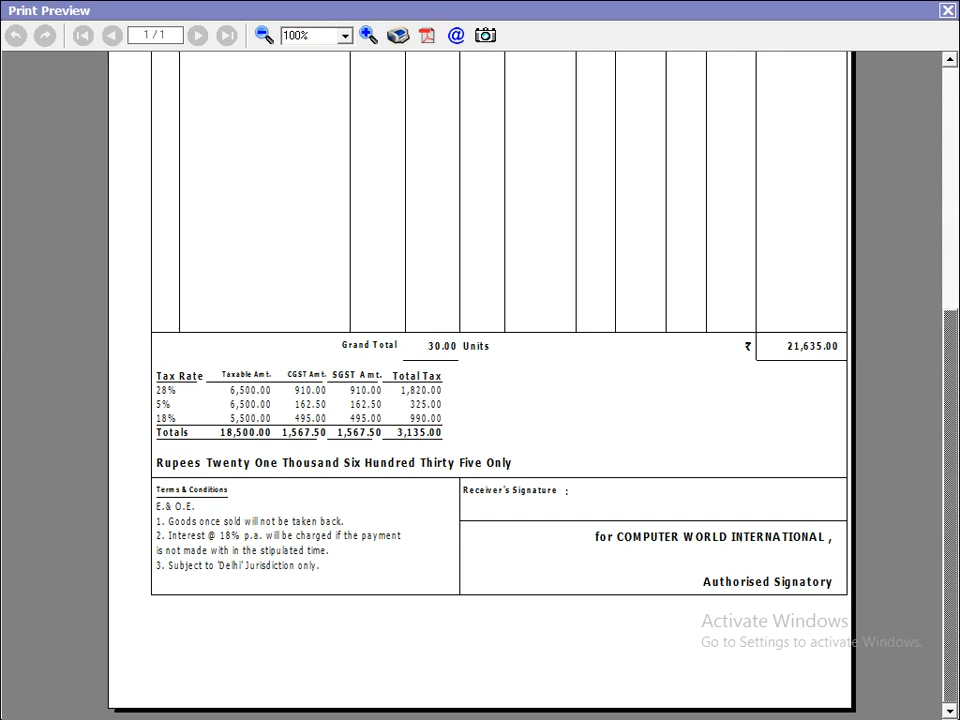 Print Preview
1 / 1
100%
@
Grand Total 30.00 Units ₹ 21,635.00
Tax Rate Taxable Amt. CGST Amt. SGST Amt. Total Tax
28% 6,500.00 910.00 910.00 1,820.00
5% 6,500.00 162.50 162.50 325.00
18% 5,500.00 495.00 495.00 990.00
Totals 18,500.00 1,567.50 1,567.50 3,135.00
Rupees Twenty One Thousand Six Hundred Thirty Five Only
Terms & Conditions
E.& O.E.
1. Goods once sold will not be taken back.
2. Interest @ 18% p.a. will be charged if the payment
is not made with in the stipulated time.
3. Subject to 'Delhi' Jurisdiction only.
Receiver's Signature :
for COMPUTER WORLD INTERNATIONAL ,
Authorised Signatory
Activate Windows
Go to Settings to activate Windows.